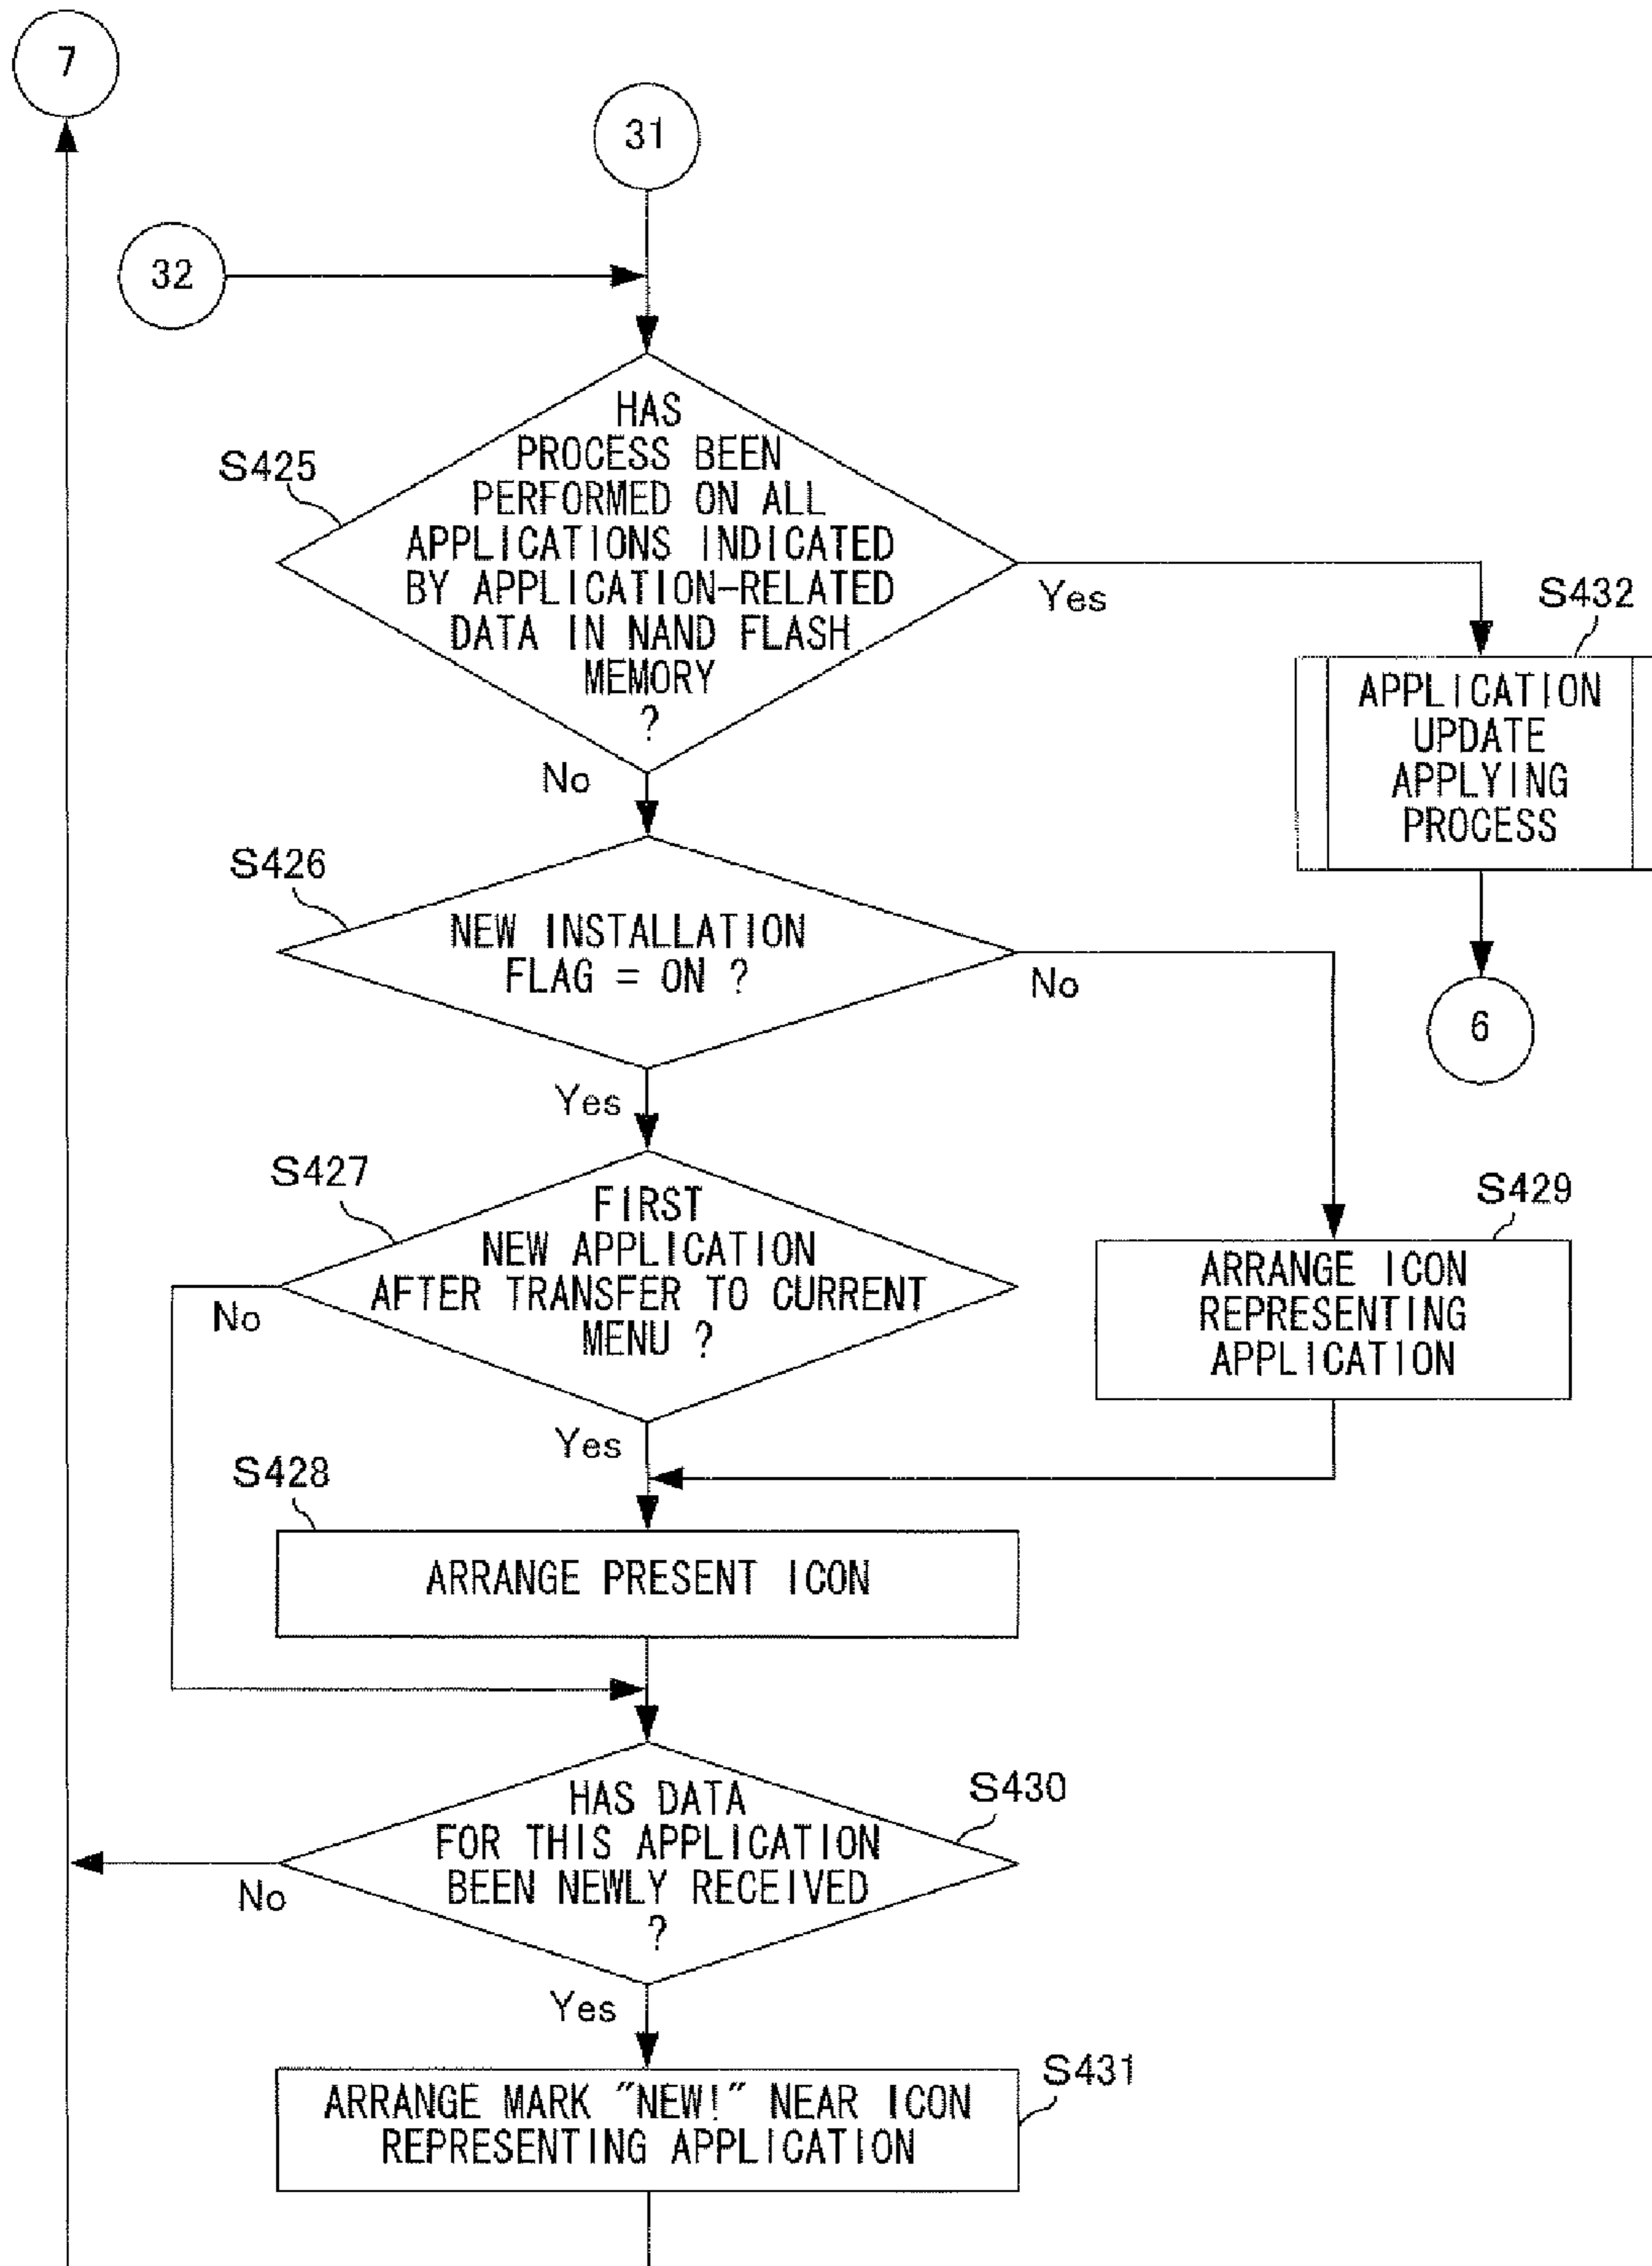 7
31
32
S425
HAS
PROCESS BEEN
PERFORMED ON ALL
APPLICATIONS INDICATED
BY APPLICATION-RELATED
DATA IN NAND FLASH
MEMORY
?
Yes
No
S432
APPLICATION
UPDATE
APPLYING
PROCESS
6
S426
NEW INSTALLATION
FLAG = ON ?
No
Yes
S427
FIRST
NEW APPLICATION
AFTER TRANSFER TO CURRENT
MENU ?
No
Yes
S429
ARRANGE ICON
REPRESENTING
APPLICATION
S428
ARRANGE PRESENT ICON
S430
HAS DATA
FOR THIS APPLICATION
BEEN NEWLY RECEIVED
?
No
Yes
S431
ARRANGE MARK "NEW!" NEAR ICON
REPRESENTING APPLICATION